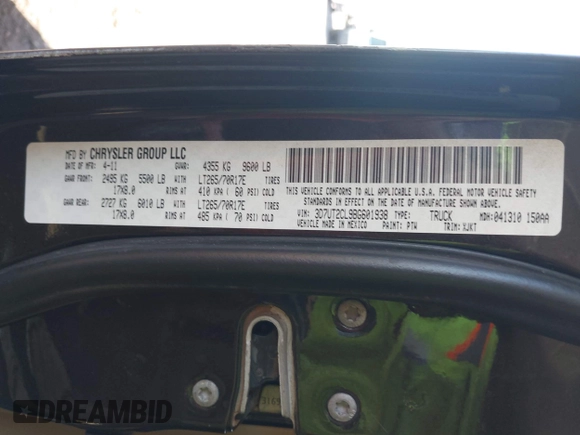 MFD BY CHRYSLER GROUP LLC
DATE OF MFR: 4-11 GVWR: 4355 KG 9600 LB
GAWR FRONT: 2495 KG 5500 LB WITH LT265/70R17E TIRES
17X8.0 RIMS AT 410 KPA ( 60 PSI) COLD
GAWR REAR: 2727 KG 6010 LB WITH LT265/70R17E TIRES
17X8.0 RIMS AT 485 KPA ( 70 PSI) COLD
THIS VEHICLE CONFORMS TO ALL APPLICABLE U.S.A. FEDERAL MOTOR VEHICLE SAFETY
STANDARDS IN EFFECT ON THE DATE OF MANUFACTURE SHOWN ABOVE.
VIN: 3D7UT2CL9BG601938 TYPE: TRUCK MDH: 041310 150AA
VEHICLE MADE IN MEXICO PAINT: PTW TRIM: XJKT
DREAMBID